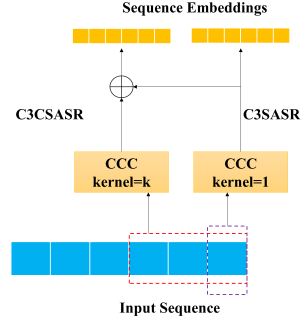 Sequence Embeddings
C3CSASR
C3SASR
CCC
kernel=k
CCC
kernel=1
Input Sequence